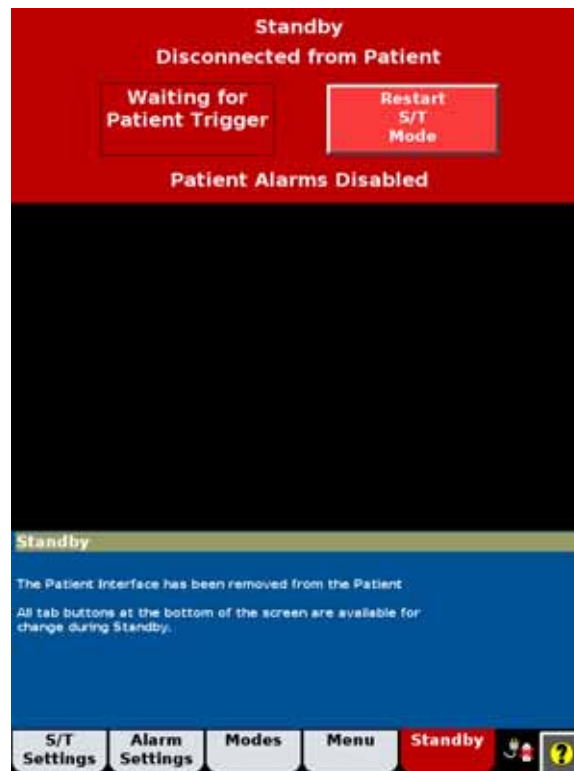 Standby
Disconnected from Patient
Waiting for
Patient Trigger
Restart
S/T
Mode
Patient Alarms Disabled
Standby
The Patient Interface has been removed from the Patient
All tab buttons at the bottom of the screen are available for
change during Standby.
S/T
Settings
Alarm
Settings
Modes
Menu
Standby
?